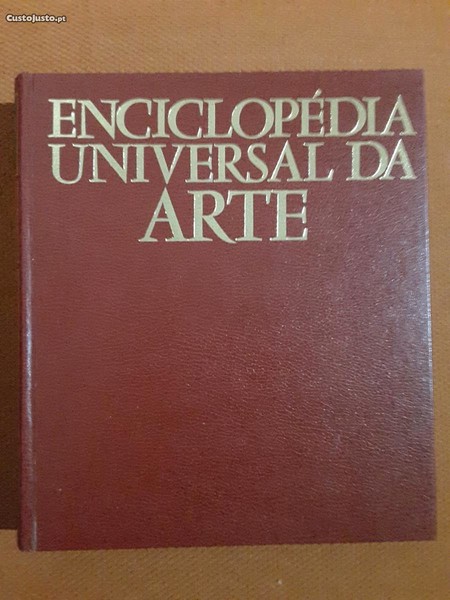 CustoJusto.pt
ENCICLOPÉDIA
UNIVERSAL DA
ARTE